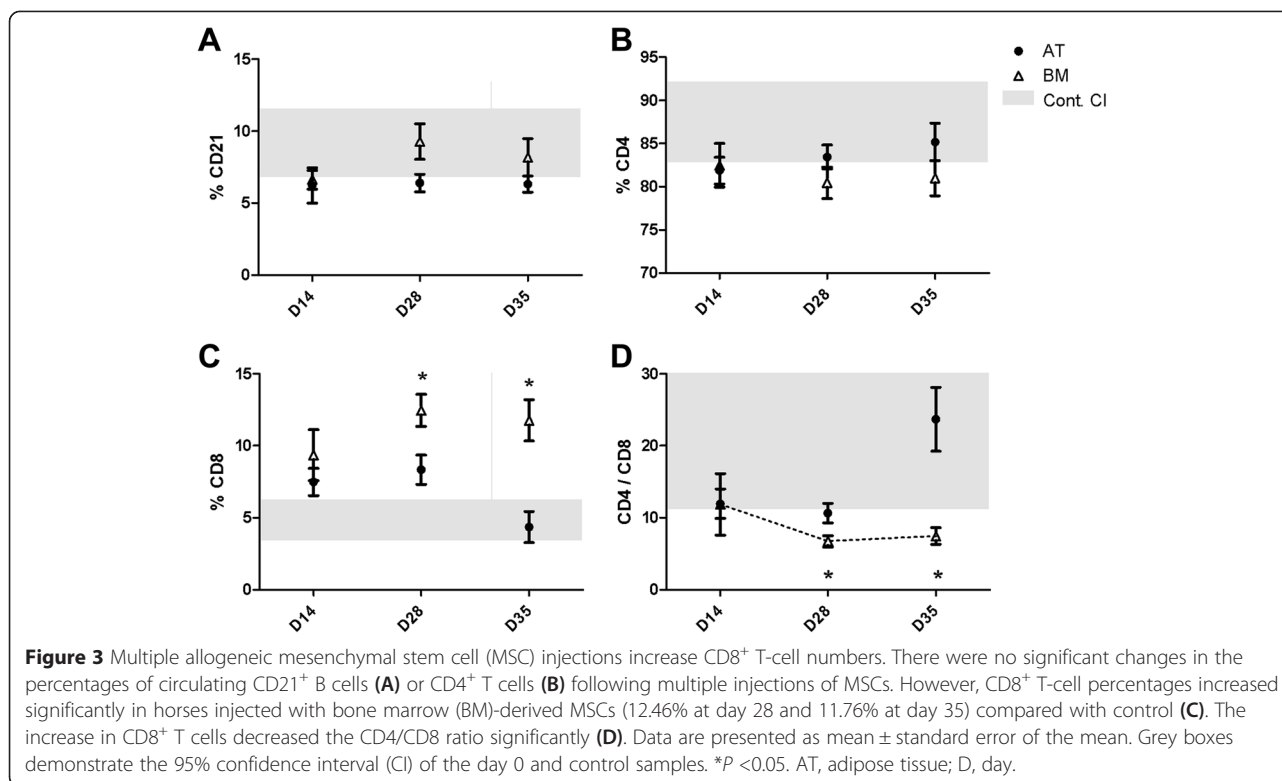 A
B
15
10
5
0
% CD21
D14
D28
D35
95
90
85
80
75
70
% CD4
D14
D28
D35
AT
BM
Cont. CI
C
D
15
10
5
0
% CD8
* *
D14
D28
D35
30
20
10
0
CD4 / CD8
* *
D14
D28
D35
Figure 3 Multiple allogeneic mesenchymal stem cell (MSC) injections increase CD8+ T-cell numbers. There were no significant changes in the
percentages of circulating CD21+ B cells (A) or CD4+ T cells (B) following multiple injections of MSCs. However, CD8+ T-cell percentages increased
significantly in horses injected with bone marrow (BM)-derived MSCs (12.46% at day 28 and 11.76% at day 35) compared with control (C). The
increase in CD8+ T cells decreased the CD4/CD8 ratio significantly (D). Data are presented as mean ± standard error of the mean. Grey boxes
demonstrate the 95% confidence interval (CI) of the day 0 and control samples. *P <0.05. AT, adipose tissue; D, day.